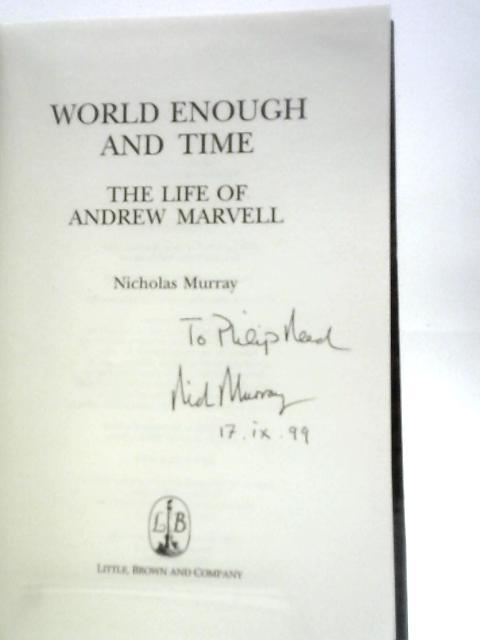 WORLD ENOUGH
AND TIME
THE LIFE OF
ANDREW MARVELL
Nicholas Murray
To Philip Mead
Nick Murray
17.ix.99
L B
LITTLE, BROWN AND COMPANY